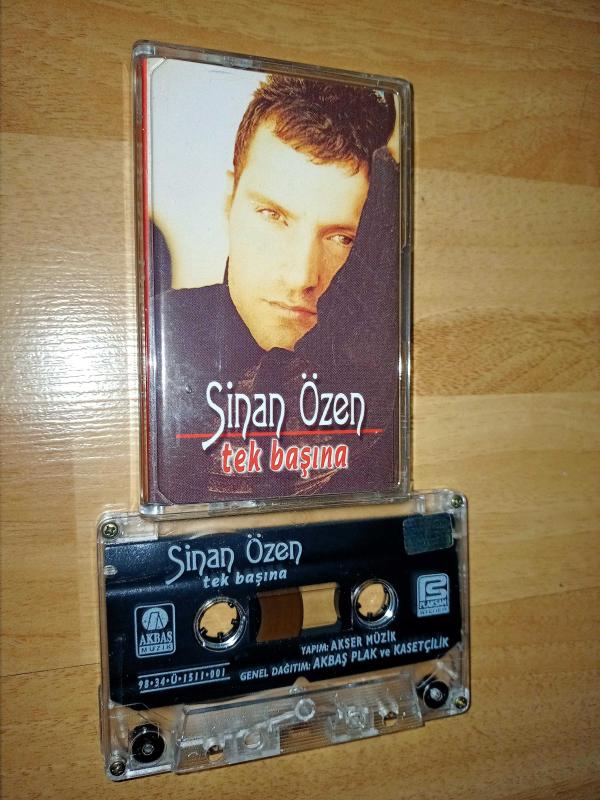 Sinan Özen
tek başına
Sinan Özen
tek başına
AKBAŞ
MÜZİK
PLAKSAN
YAPIM: AKSER MÜZİK
GENEL DAĞITIM: AKBAŞ PLAK ve KASETÇİLİK
98.34.Ü.1511.001